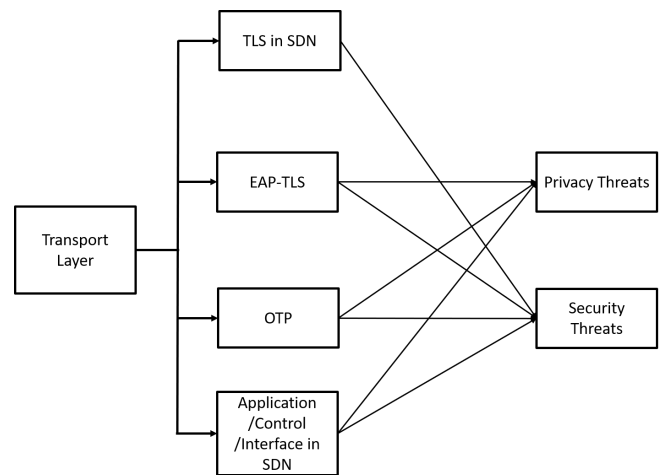 TLS in SDN
EAP-TLS
Privacy Threats
Transport
Layer
OTP
Security
Threats
Application
/Control
/Interface in
SDN